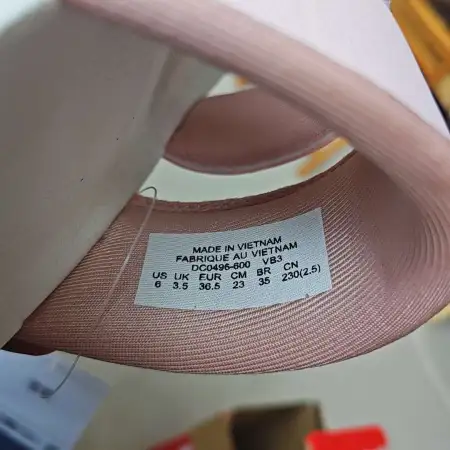 MADE IN VIETNAM
FABRIQUE AU VIETNAM
DC0496-600 VB3
US UK EUR CM BR CN
6 3.5 36.5 23 35 230(2.5)